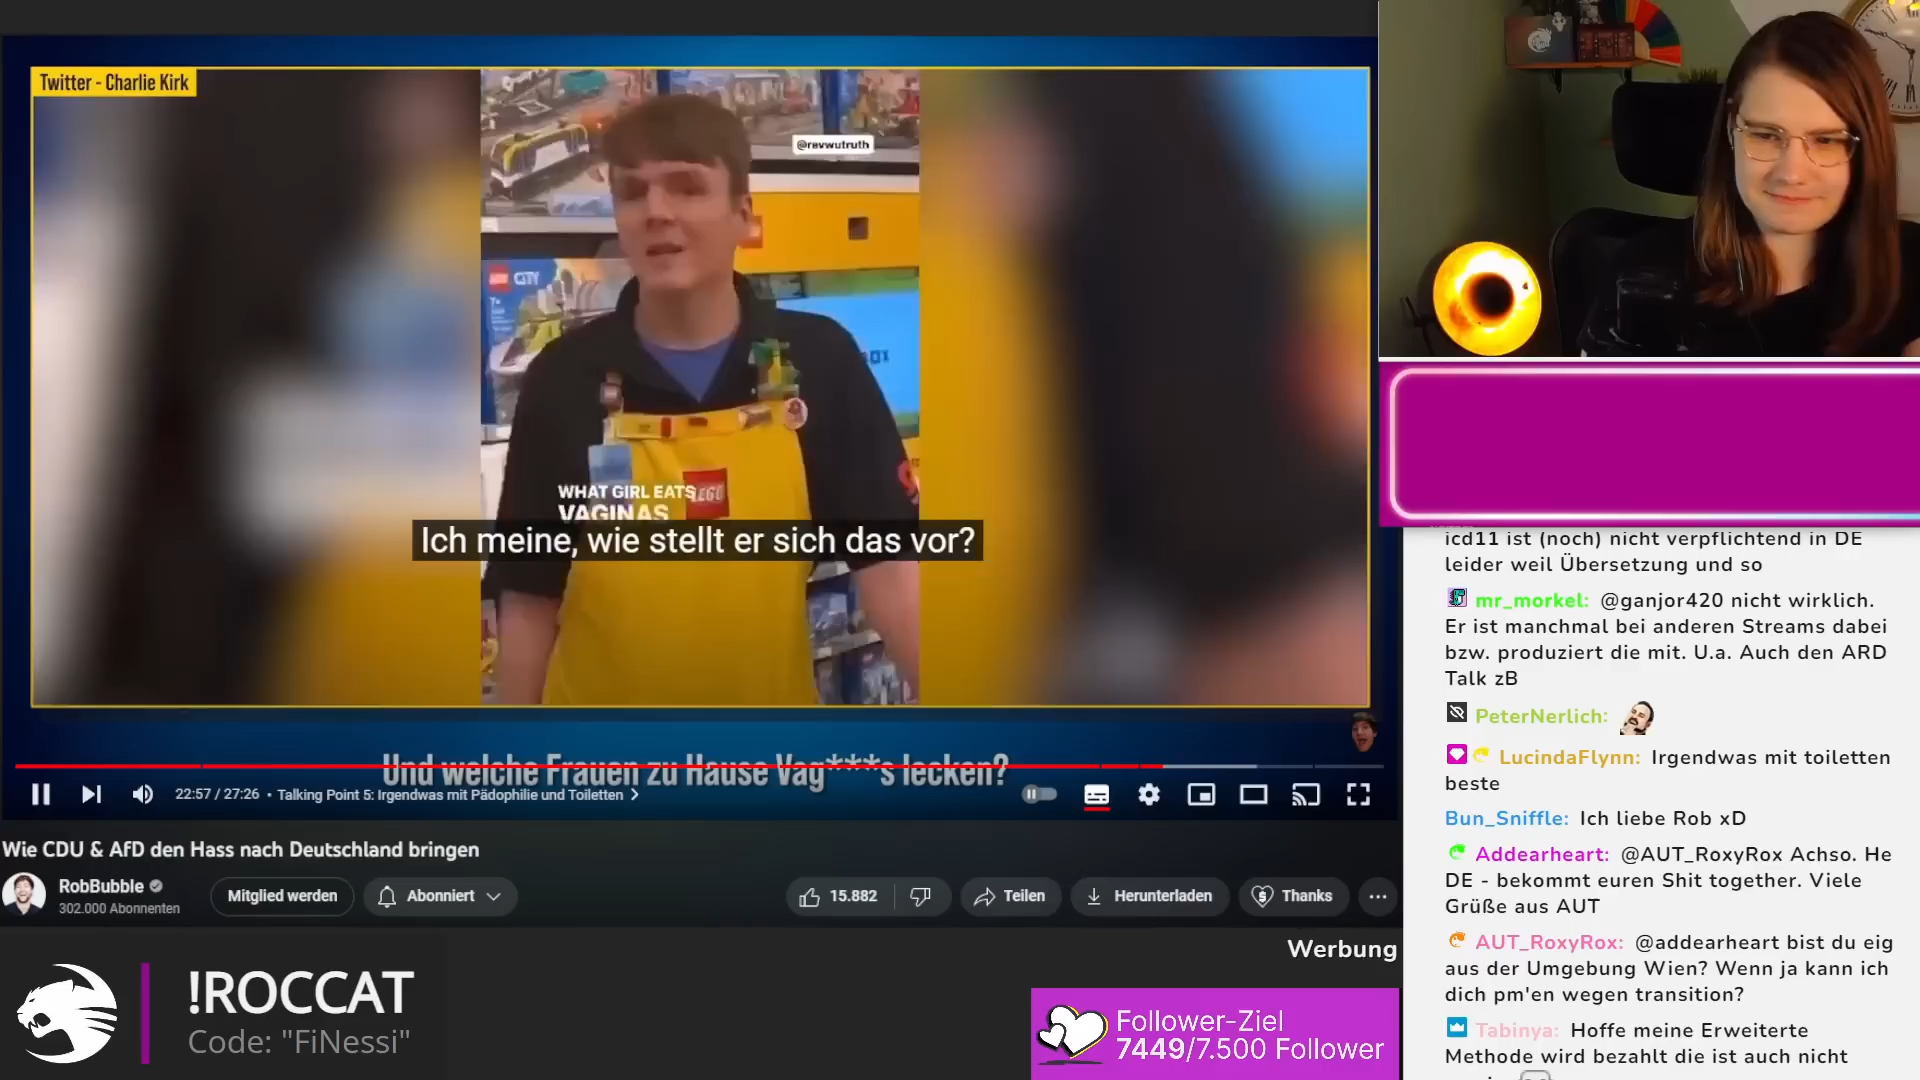 Twitter - Charlie Kirk
@revwutruth
LEGO
CITY
WHAT GIRL EATS
VAGINAS
LEGO
Ich meine, wie stellt er sich das vor?
Und welche Frauen zu Hause Vag***s lecken?
22:57 / 27:26 • Talking Point 5: Irgendwas mit Pädophilie und Toiletten
Wie CDU & AfD den Hass nach Deutschland bringen
RobBubble
302.000 Abonnenten
Mitglied werden
Abonniert
15.882
Teilen
Herunterladen
Thanks
Werbung
!ROCCAT
Code: "FiNessi"
Follower-Ziel
7449/7.500 Follower
icd11 ist (noch) nicht verpflichtend in DE
leider weil Übersetzung und so
mr_morkel: @ganjor420 nicht wirklich.
Er ist manchmal bei anderen Streams dabei
bzw. produziert die mit. U.a. Auch den ARD
Talk zB
PeterNerlich:
LucindaFlynn: Irgendwas mit toiletten
beste
Bun_Sniffle: Ich liebe Rob xD
Addearheart: @AUT_RoxyRox Achso. He
DE - bekommt euren Shit together. Viele
Grüße aus AUT
AUT_RoxyRox: @addearheart bist du eig
aus der Umgebung Wien? Wenn ja kann ich
dich pm'en wegen transition?
Tabinya: Hoffe meine Erweiterte
Methode wird bezahlt die ist auch nicht